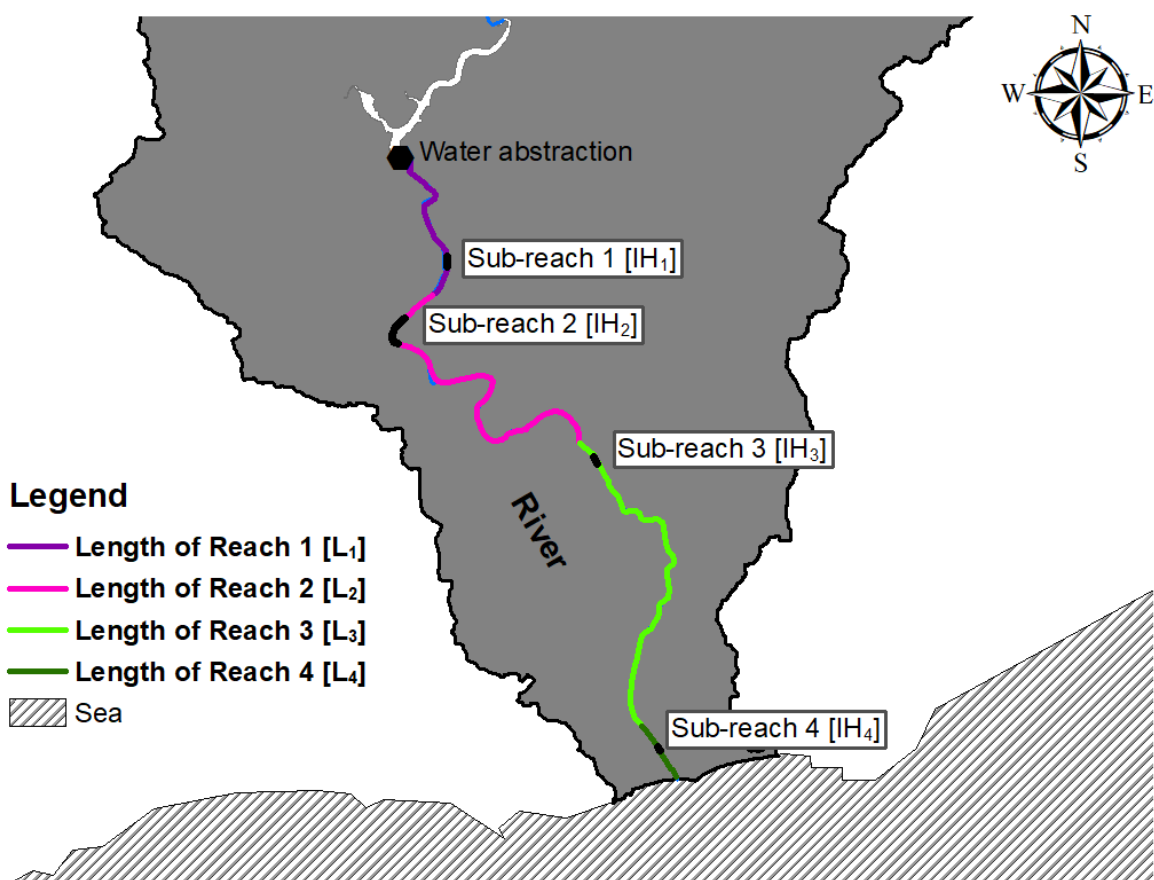 N
W E
S
Water abstraction
Sub-reach 1 [IH₁]
Sub-reach 2 [IH₂]
Sub-reach 3 [IH₃]
River
Sub-reach 4 [IH₄]
Legend
Length of Reach 1 [L₁]
Length of Reach 2 [L₂]
Length of Reach 3 [L₃]
Length of Reach 4 [L₄]
Sea